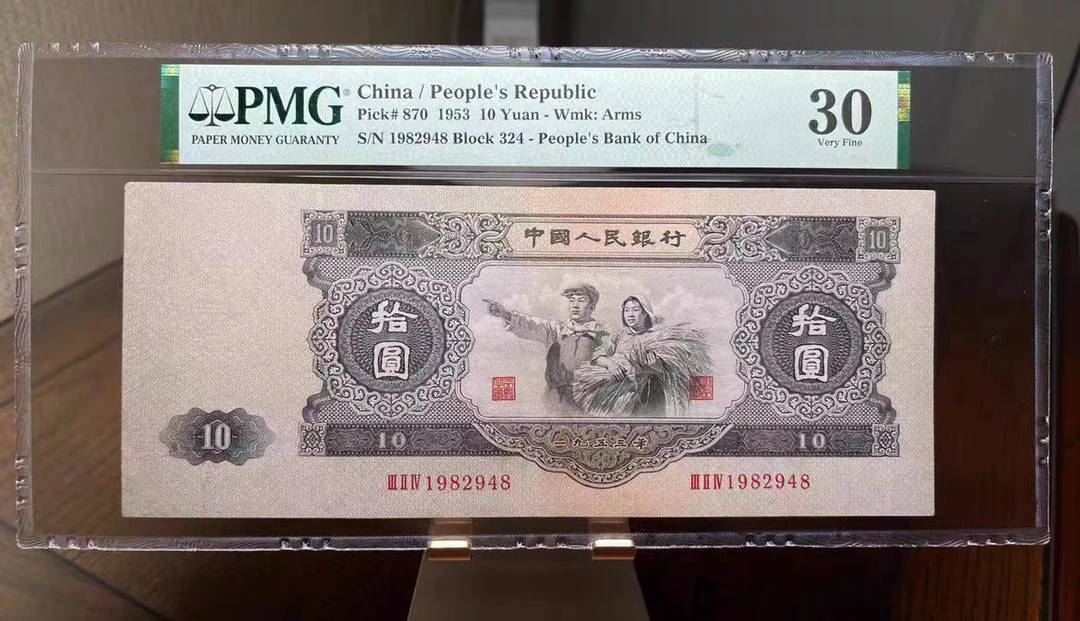 PMG®
PAPER MONEY GUARANTY
China / People's Republic
Pick# 870 1953 10 Yuan - Wmk: Arms
S/N 1982948 Block 324 - People's Bank of China
30
Very Fine
10
中國人民銀行
10
拾圓
拾圓
10
10
一九五三年
10
ⅢⅡⅣ1982948
ⅢⅡⅣ1982948